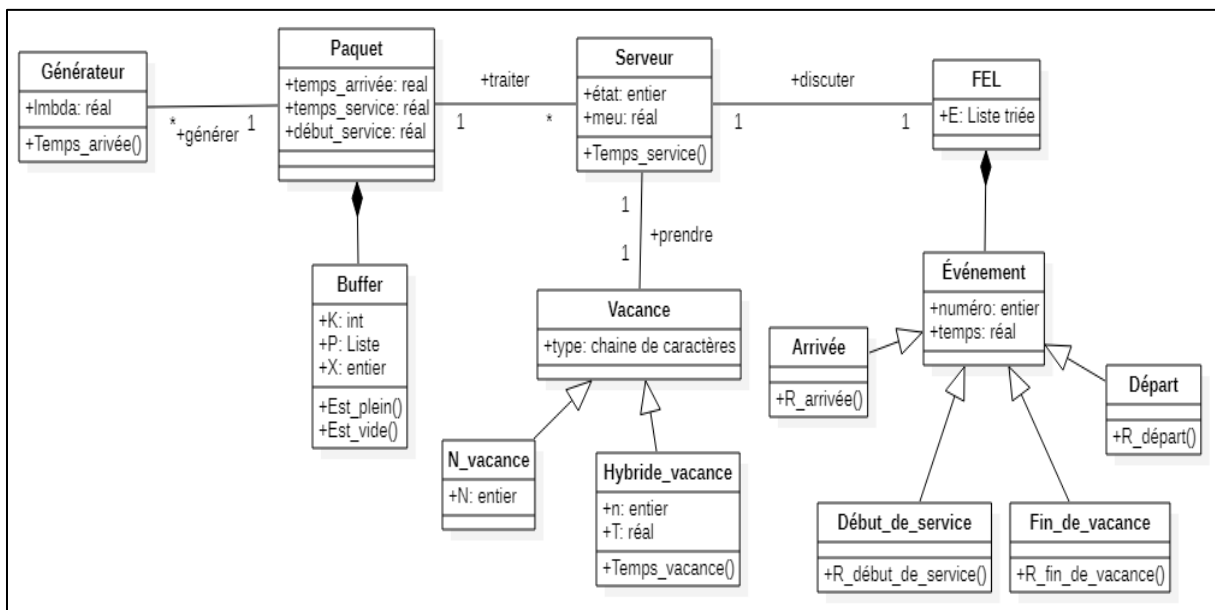 Générateur
+lmbda: réal
+Temps_arivée()
*
+générer
1
Paquet
+temps_arrivée: real
+temps_service: réal
+début_service: réal
+traiter
1
*
Serveur
+état: entier
+meu: réal
+Temps_service()
+discuter
1
1
FEL
+E: Liste triée
1
+prendre
1
Buffer
+K: int
+P: Liste
+X: entier
+Est_plein()
+Est_vide()
Vacance
+type: chaine de caractères
Événement
+numéro: entier
+temps: réal
Arrivée
+R_arrivée()
Départ
+R_départ()
N_vacance
+N: entier
Hybride_vacance
+n: entier
+T: réal
+Temps_vacance()
Début_de_service
+R_début_de_service()
Fin_de_vacance
+R_fin_de_vacance()